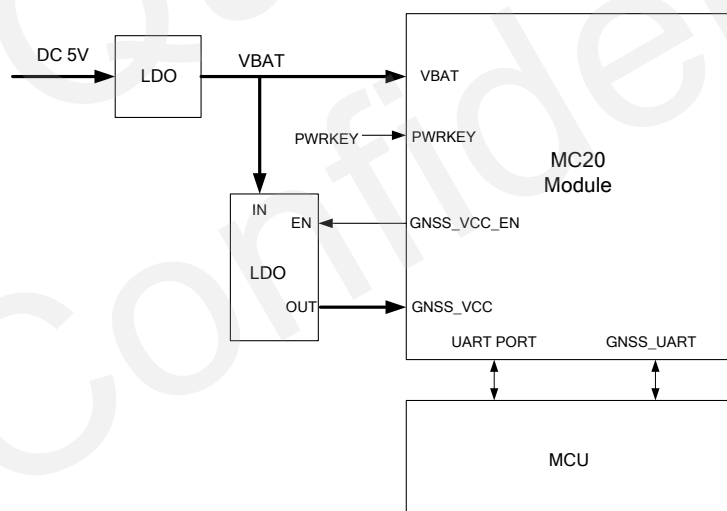 DC 5V
LDO
VBAT
VBAT
PWRKEY
PWRKEY
MC20
Module
IN
EN
GNSS_VCC_EN
LDO
OUT
GNSS_VCC
UART PORT
GNSS_UART
MCU